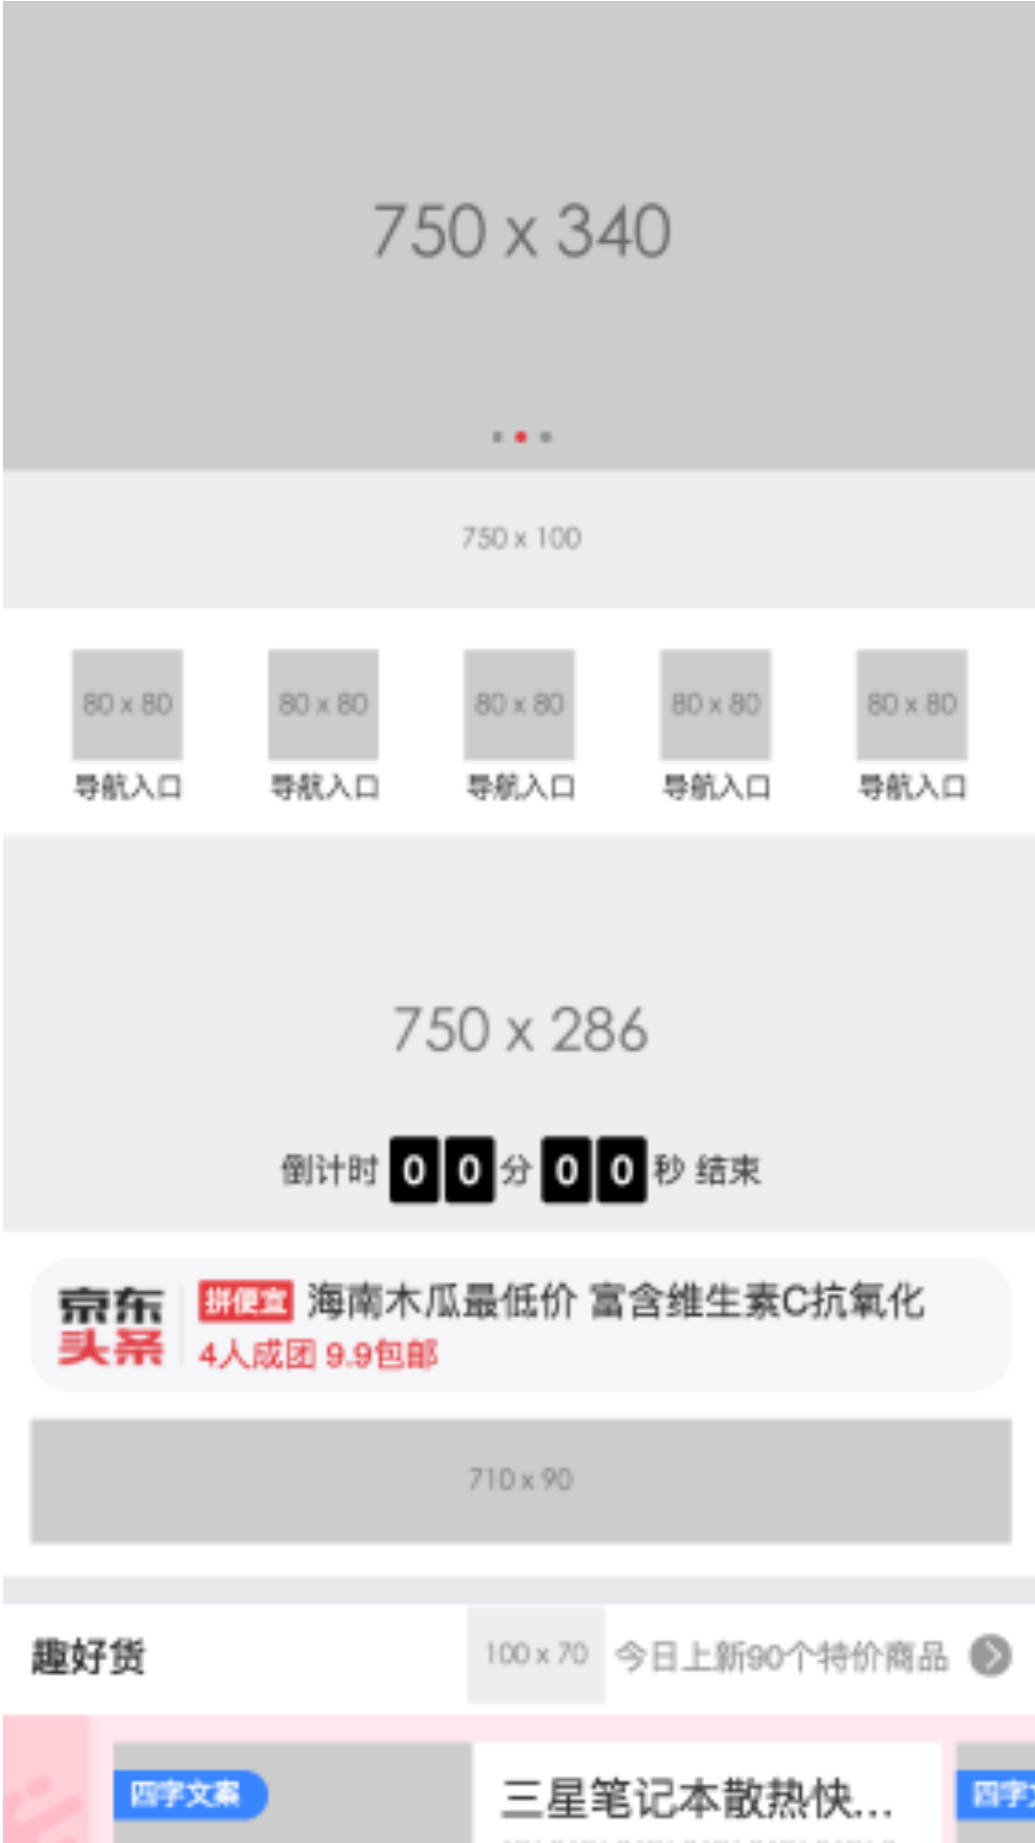 750 x 340
750 x 100
80 x 80 80 x 80 80 x 80 80 x 80 80 x 80
导航入口 导航入口 导航入口 导航入口 导航入口
750 x 286
倒计时 0 0 分 0 0 秒 结束
京东
头条
拼便宜 海南木瓜最低价 富含维生素C抗氧化
4人成团 9.9包邮
710 x 90
趣好货 100 x 70 今日上新90个特价商品
四字文案 三星笔记本散热快... 四字